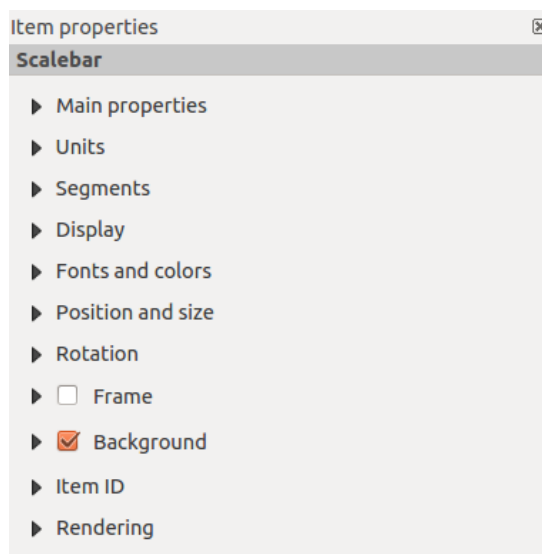 Item properties
Scalebar
Main properties
Units
Segments
Display
Fonts and colors
Position and size
Rotation
Frame
Background
Item ID
Rendering